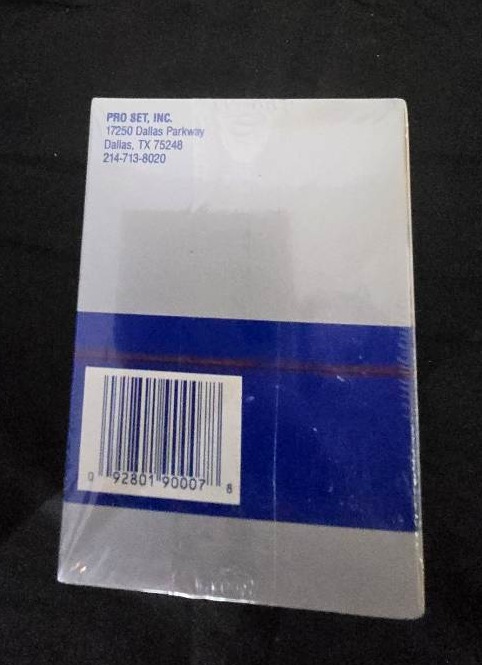 PRO SET, INC.
17250 Dallas Parkway
Dallas, TX 75248
214-713-8020
0 92801 90007 8